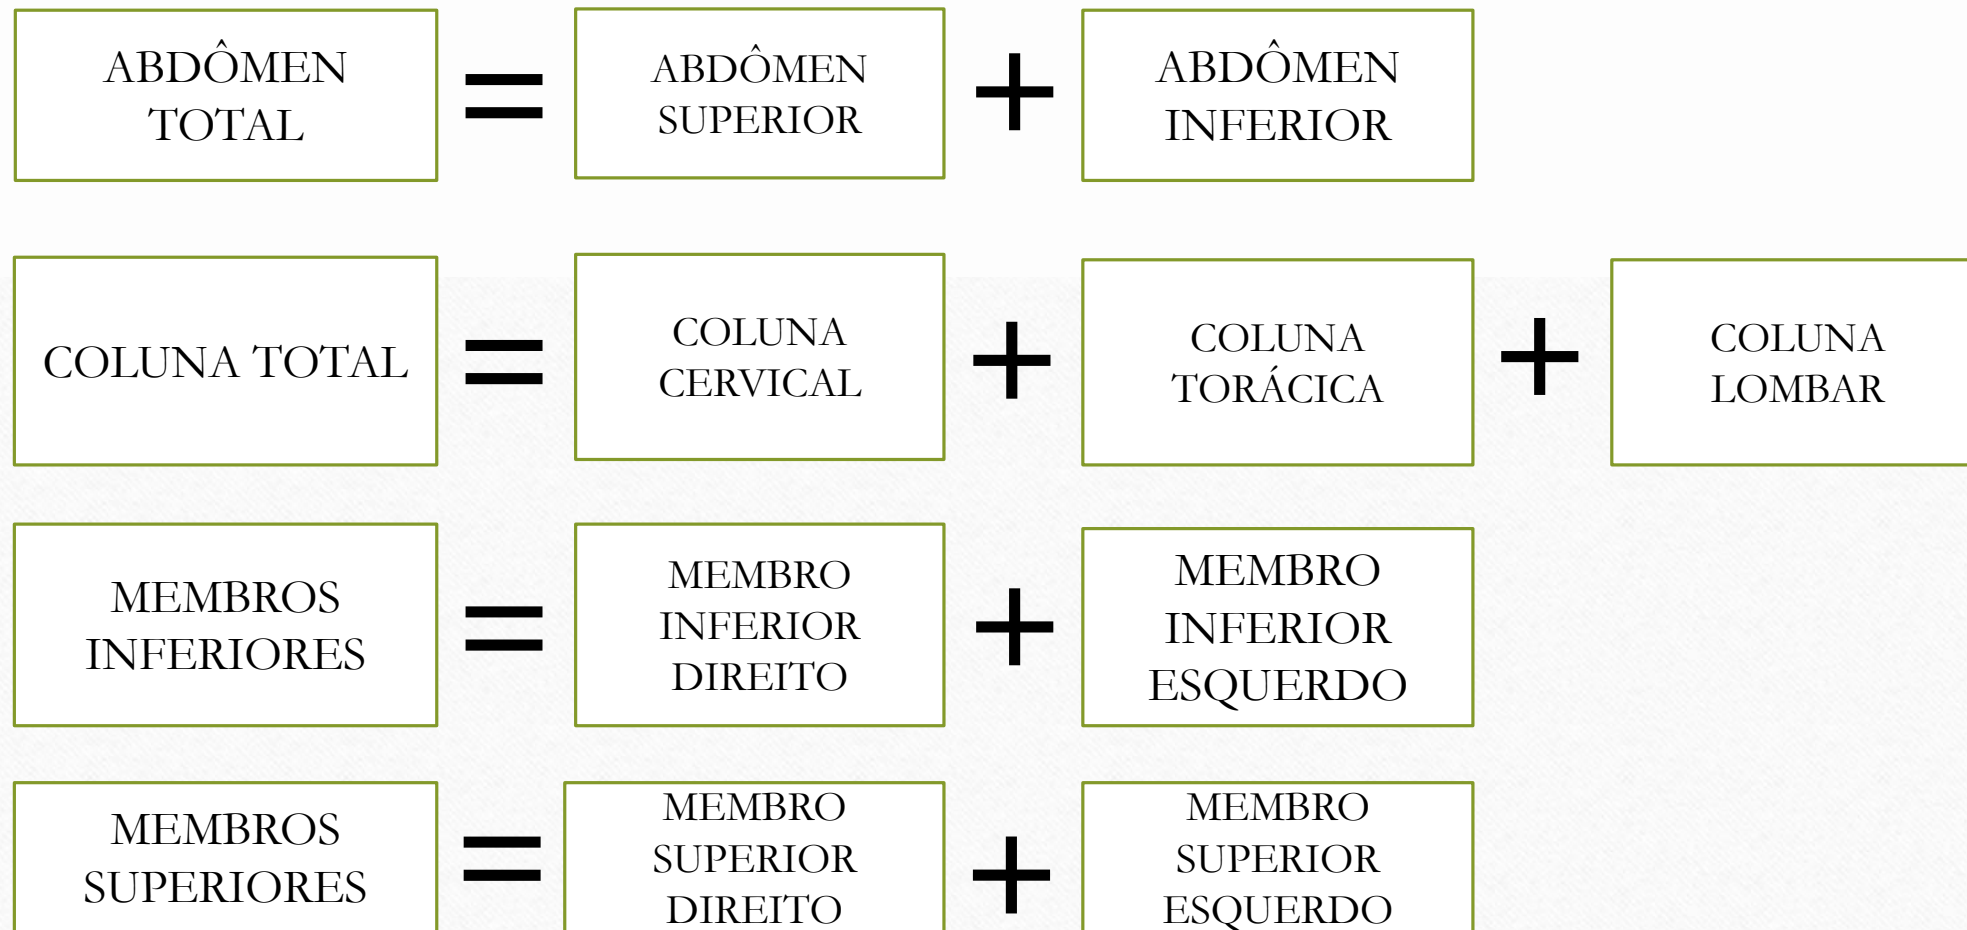 ABDÔMEN
TOTAL
=
ABDÔMEN
SUPERIOR
+
ABDÔMEN
INFERIOR
COLUNA TOTAL
=
COLUNA
CERVICAL
+
COLUNA
TORÁCICA
+
COLUNA
LOMBAR
MEMBROS
INFERIORES
=
MEMBRO
INFERIOR
DIREITO
+
MEMBRO
INFERIOR
ESQUERDO
MEMBROS
SUPERIORES
=
MEMBRO
SUPERIOR
DIREITO
+
MEMBRO
SUPERIOR
ESQUERDO